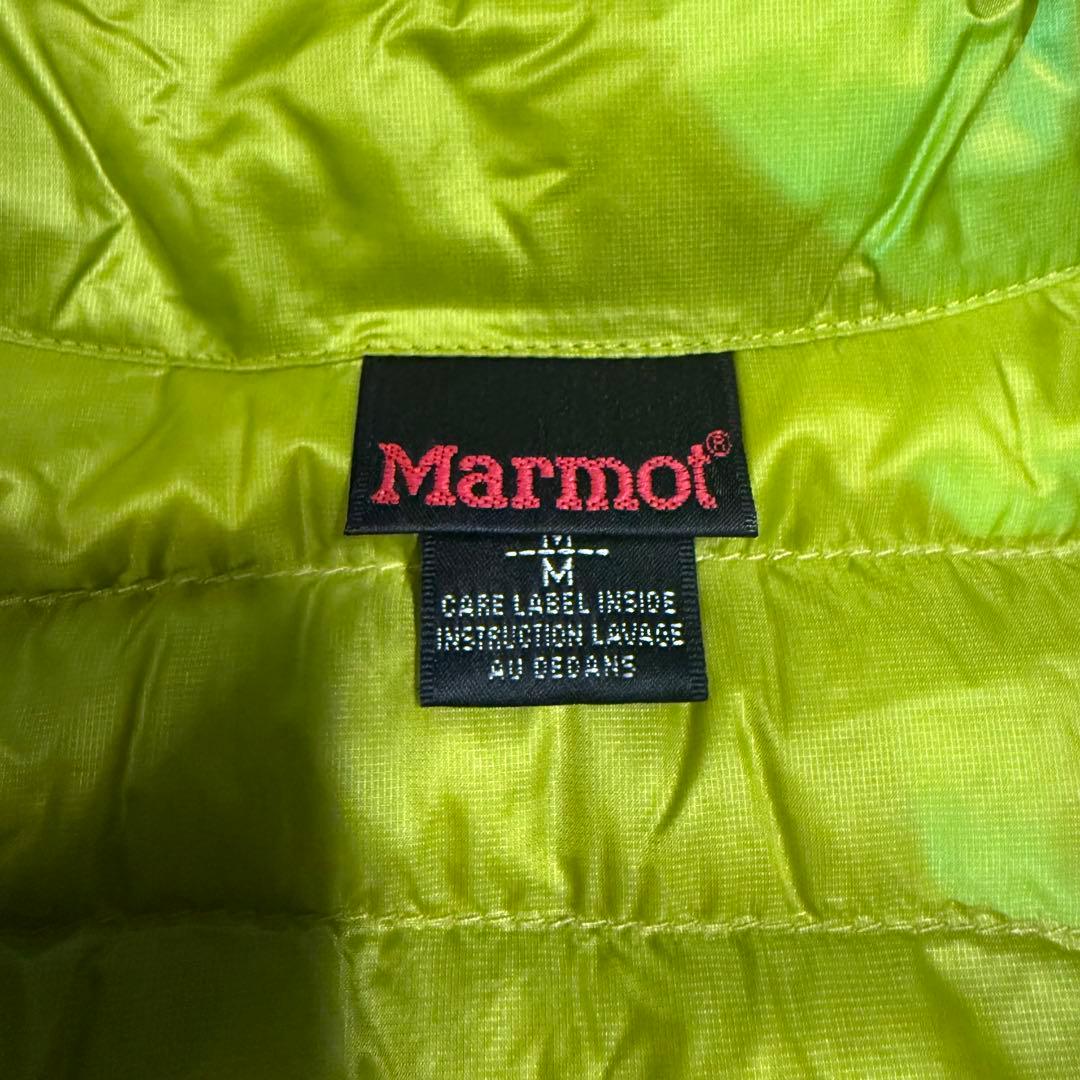 Marmot®
M
M
CARE LABEL INSIDE
INSTRUCTION LAVAGE
AU DEDANS